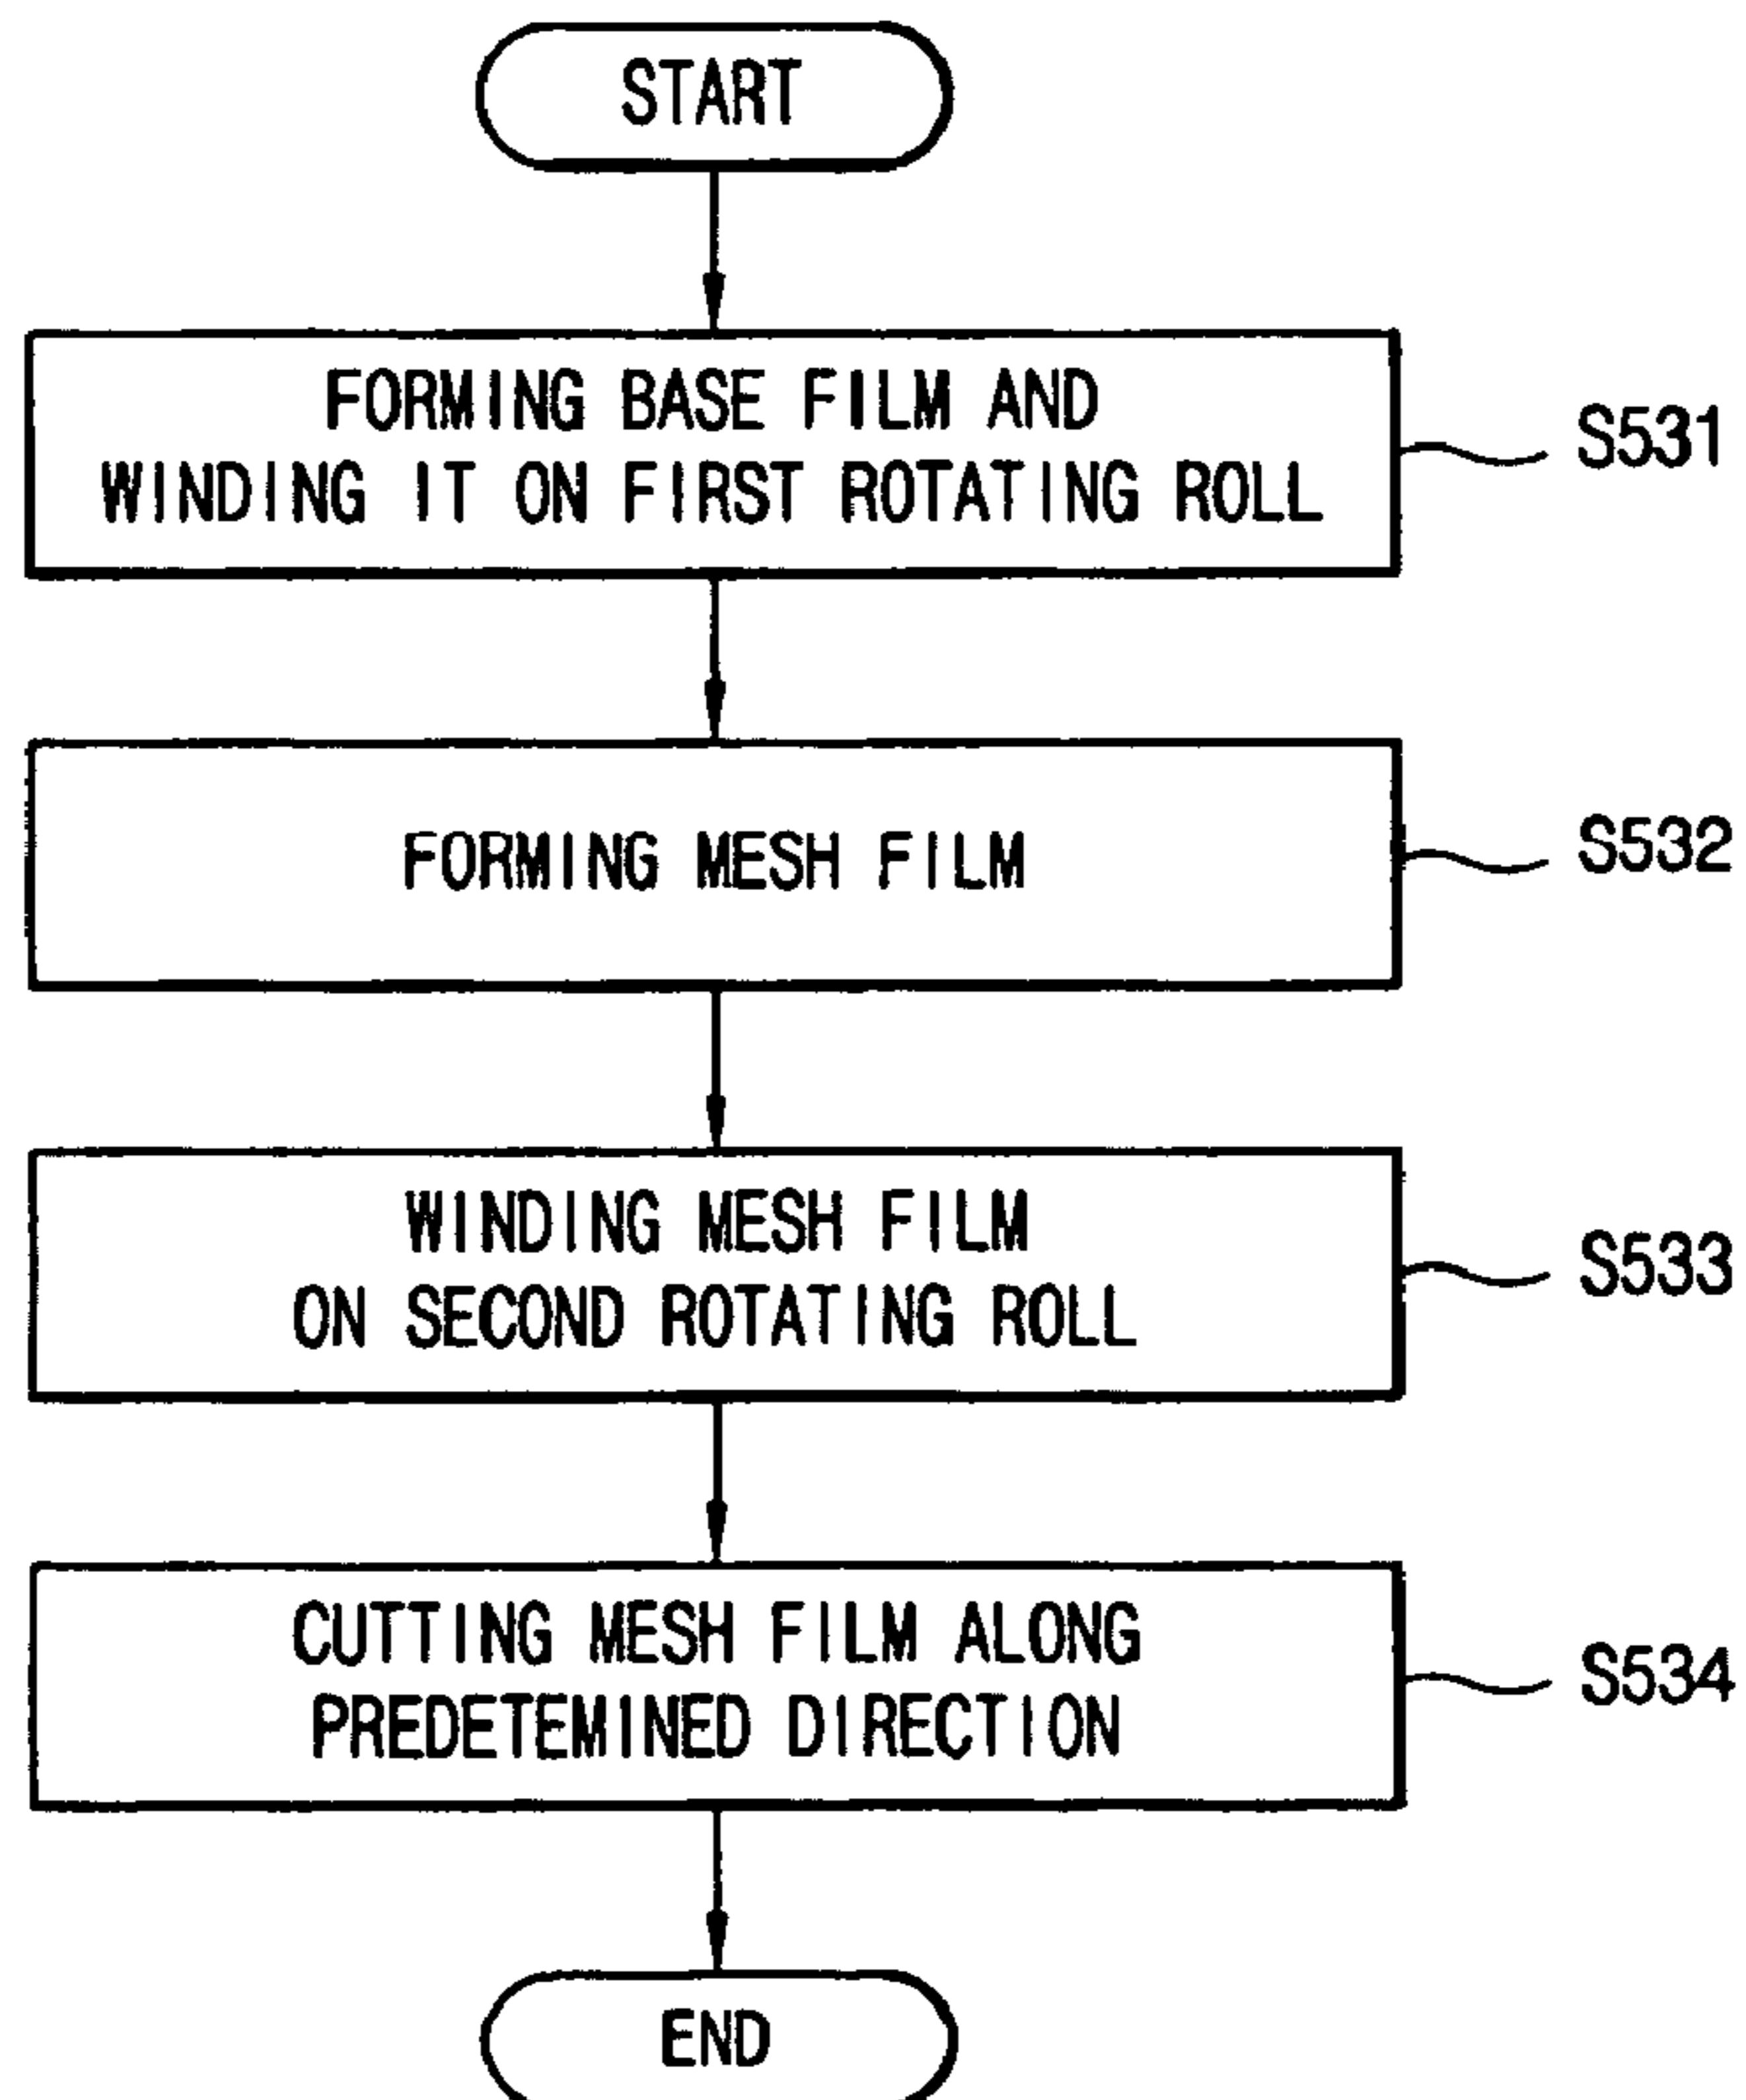 START
FORMING BASE FILM AND
WINDING IT ON FIRST ROTATING ROLL
S531
FORMING MESH FILM
S532
WINDING MESH FILM
ON SECOND ROTATING ROLL
S533
CUTTING MESH FILM ALONG
PREDETEMINED DIRECTION
S534
END